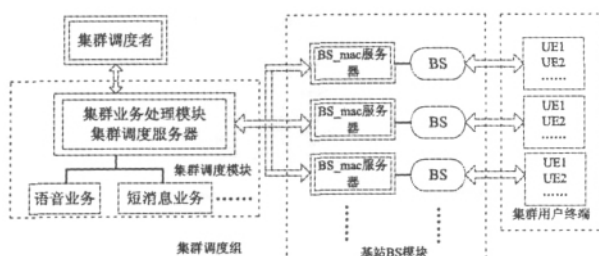 集群调度者
集群业务处理模块
集群调度服务器
集群调度模块
语音业务
短消息业务
......
集群调度组
BS_mac服务
器
BS
BS_mac服务
器
BS
BS_mac服务
器
BS
基站BS模块
UE1
UE2
......
UE1
UE2
......
UE1
UE2
......
集群用户终端